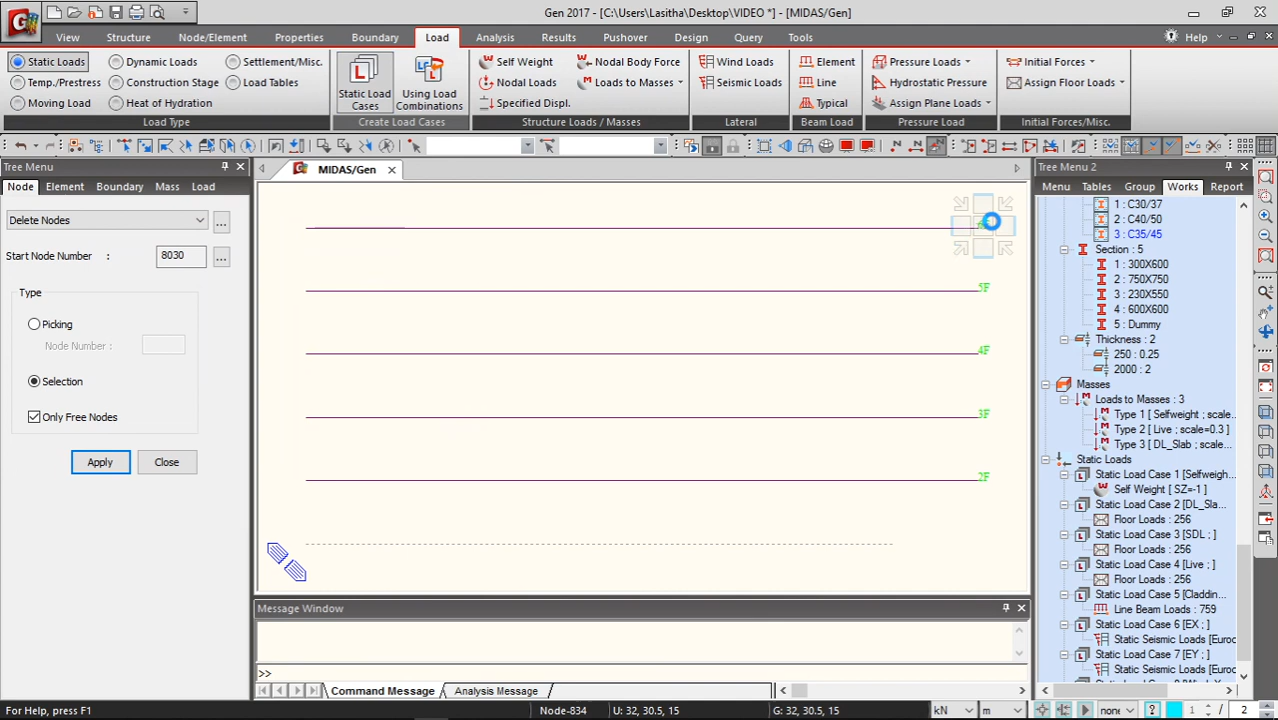 Gen 2017 - [C:\Users\Lasitha\Desktop\VIDEO *] - [MIDAS/Gen]
View Structure Node/Element Properties Boundary Load Analysis Results Pushover Design Query Tools Help
Static Loads Dynamic Loads Settlement/Misc.
Temp./Prestress Construction Stage Load Tables
Moving Load Heat of Hydration
Load Type
Static Load Cases
Using Load Combinations
Create Load Cases
Self Weight Nodal Body Force
Nodal Loads Loads to Masses
Specified Displ.
Structure Loads / Masses
Wind Loads
Seismic Loads
Lateral
Element
Line
Typical
Beam Load
Pressure Loads
Hydrostatic Pressure
Assign Plane Loads
Pressure Load
Initial Forces
Assign Floor Loads
Initial Forces/Misc.
Tree Menu
Node Element Boundary Mass Load
Delete Nodes
...
Start Node Number : 8030
...
Type
Picking
Node Number :
Selection
Only Free Nodes
Apply Close
MIDAS/Gen
5F
4F
3F
2F
Message Window
>>
Command Message Analysis Message
Tree Menu 2
Menu Tables Group Works Report
1 : C30/37
2 : C40/50
3 : C35/45
Section : 5
1 : 300X600
2 : 750X750
3 : 230X550
4 : 600X600
5 : Dummy
Thickness : 2
250 : 0.25
2000 : 2
Masses
Loads to Masses : 3
Type 1 [ Selfweight ; scale...
Type 2 [ Live ; scale=0.3 ]
Type 3 [ DL_Slab ; scale...
Static Loads
Static Load Case 1 [Selfweigh...
Self Weight [ SZ=-1 ]
Static Load Case 2 [DL_Sla...
Floor Loads : 256
Static Load Case 3 [SDL ; ]
Floor Loads : 256
Static Load Case 4 [Live ; ]
Floor Loads : 256
Static Load Case 5 [Claddin...
Line Beam Loads : 759
Static Load Case 6 [EX ; ]
Static Seismic Loads [Euroc
Static Load Case 7 [EY ; ]
Static Seismic Loads [Euroc
For Help, press F1
Node-834
U: 32, 30.5, 15
G: 32, 30.5, 15
kN
m
none
1 / 2